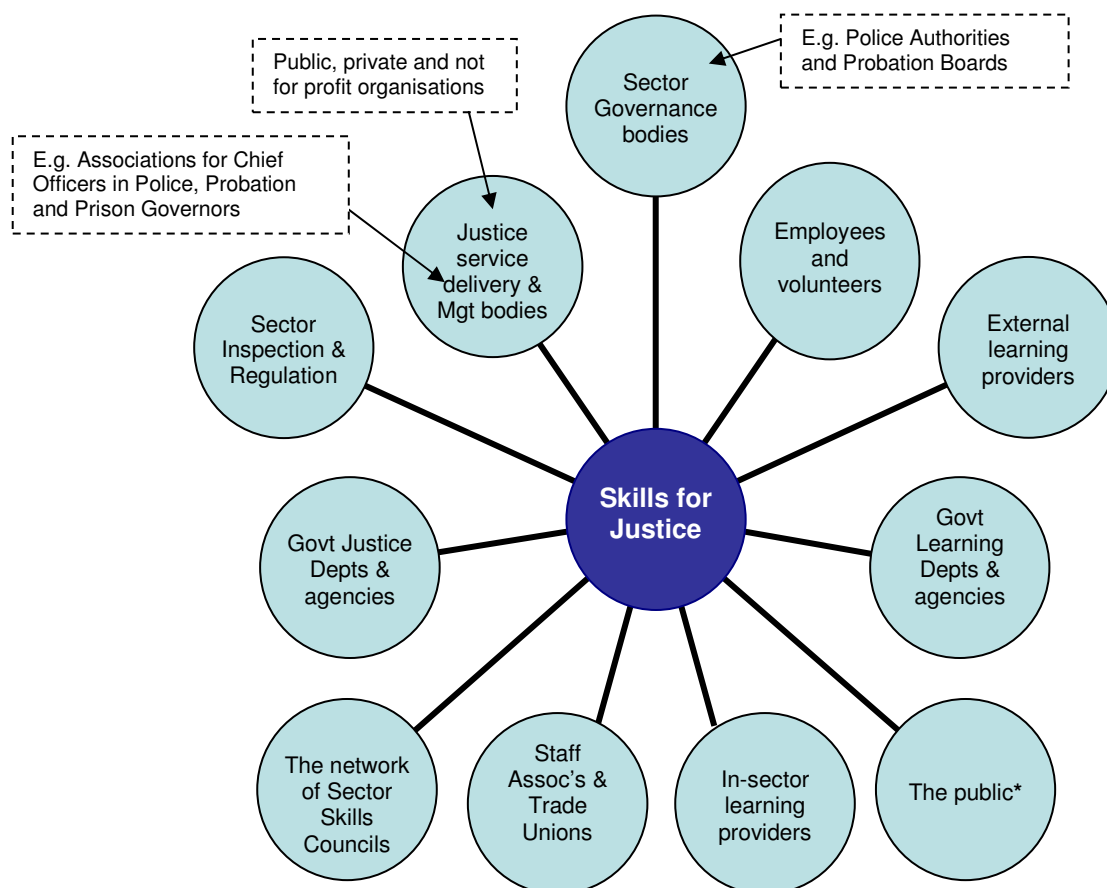 E.g. Police Authorities
and Probation Boards
Public, private and not
for profit organisations
Sector
Governance
bodies
E.g. Associations for Chief
Officers in Police, Probation
and Prison Governors
Justice
service
delivery &
Mgt bodies
Employees
and
volunteers
Sector
Inspection &
Regulation
External
learning
providers
Skills for
Justice
Govt Justice
Depts &
agencies
Govt
Learning
Depts &
agencies
The network
of Sector
Skills
Councils
Staff
Assoc's &
Trade
Unions
In-sector
learning
providers
The public*